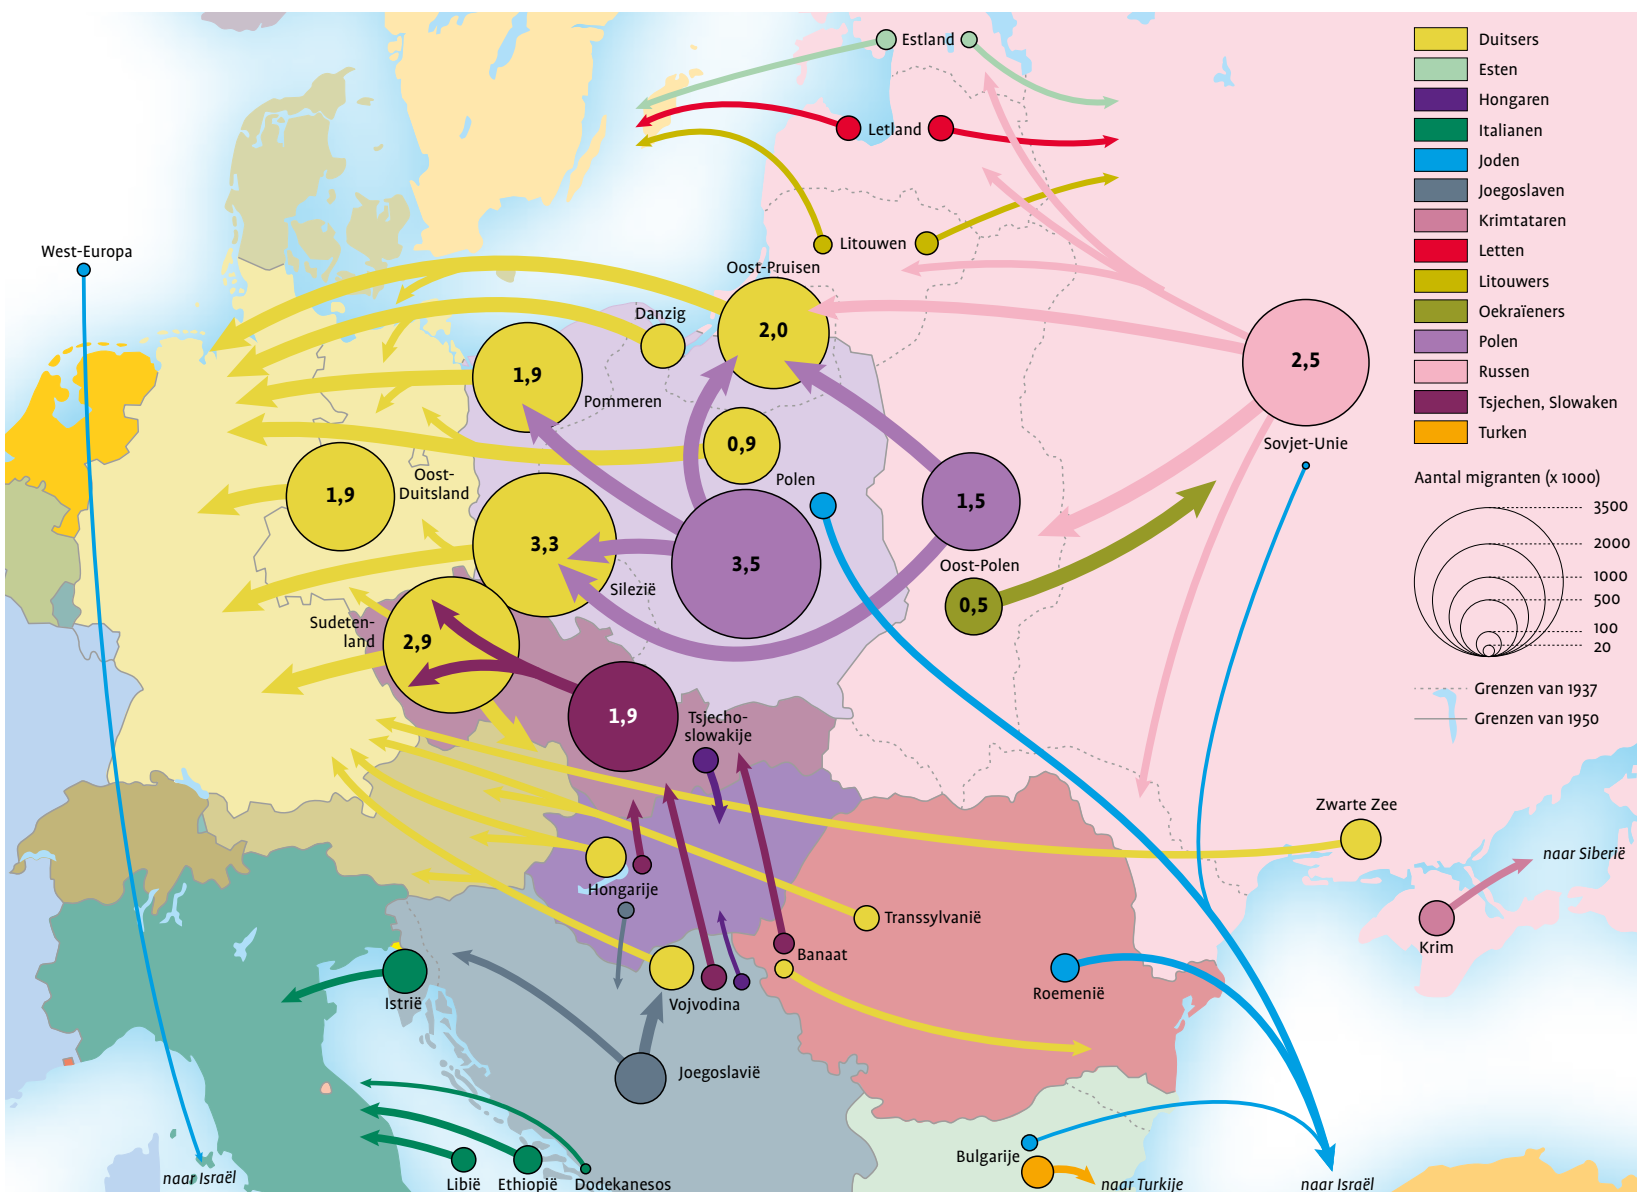 Estland
Letland
Litouwen
West-Europa
Oost-Pruisen
2,0
Danzig
1,9
Pommeren
0,9
Polen
1,9
Oost-
Duitsland
3,3
Silezië
3,5
1,5
Oost-Polen
0,5
2,5
Sovjet-Unie
Sudeten-
land
2,9
1,9
Tsjecho-
slowakije
Zwarte Zee
naar Siberië
Krim
Hongarije
Transsylvanië
Banaat
Vojvodina
Roemenië
Istrië
Joegoslavië
Bulgarije
naar Israël
Libië
Ethiopië
Dodekanesos
naar Turkije
naar Israël
Duitsers
Esten
Hongaren
Italianen
Joden
Joegoslaven
Krimtataren
Letten
Litouwers
Oekraïeners
Polen
Russen
Tsjechen, Slowaken
Turken
Aantal migranten (x 1000)
3500
2000
1000
500
100
20
Grenzen van 1937
Grenzen van 1950